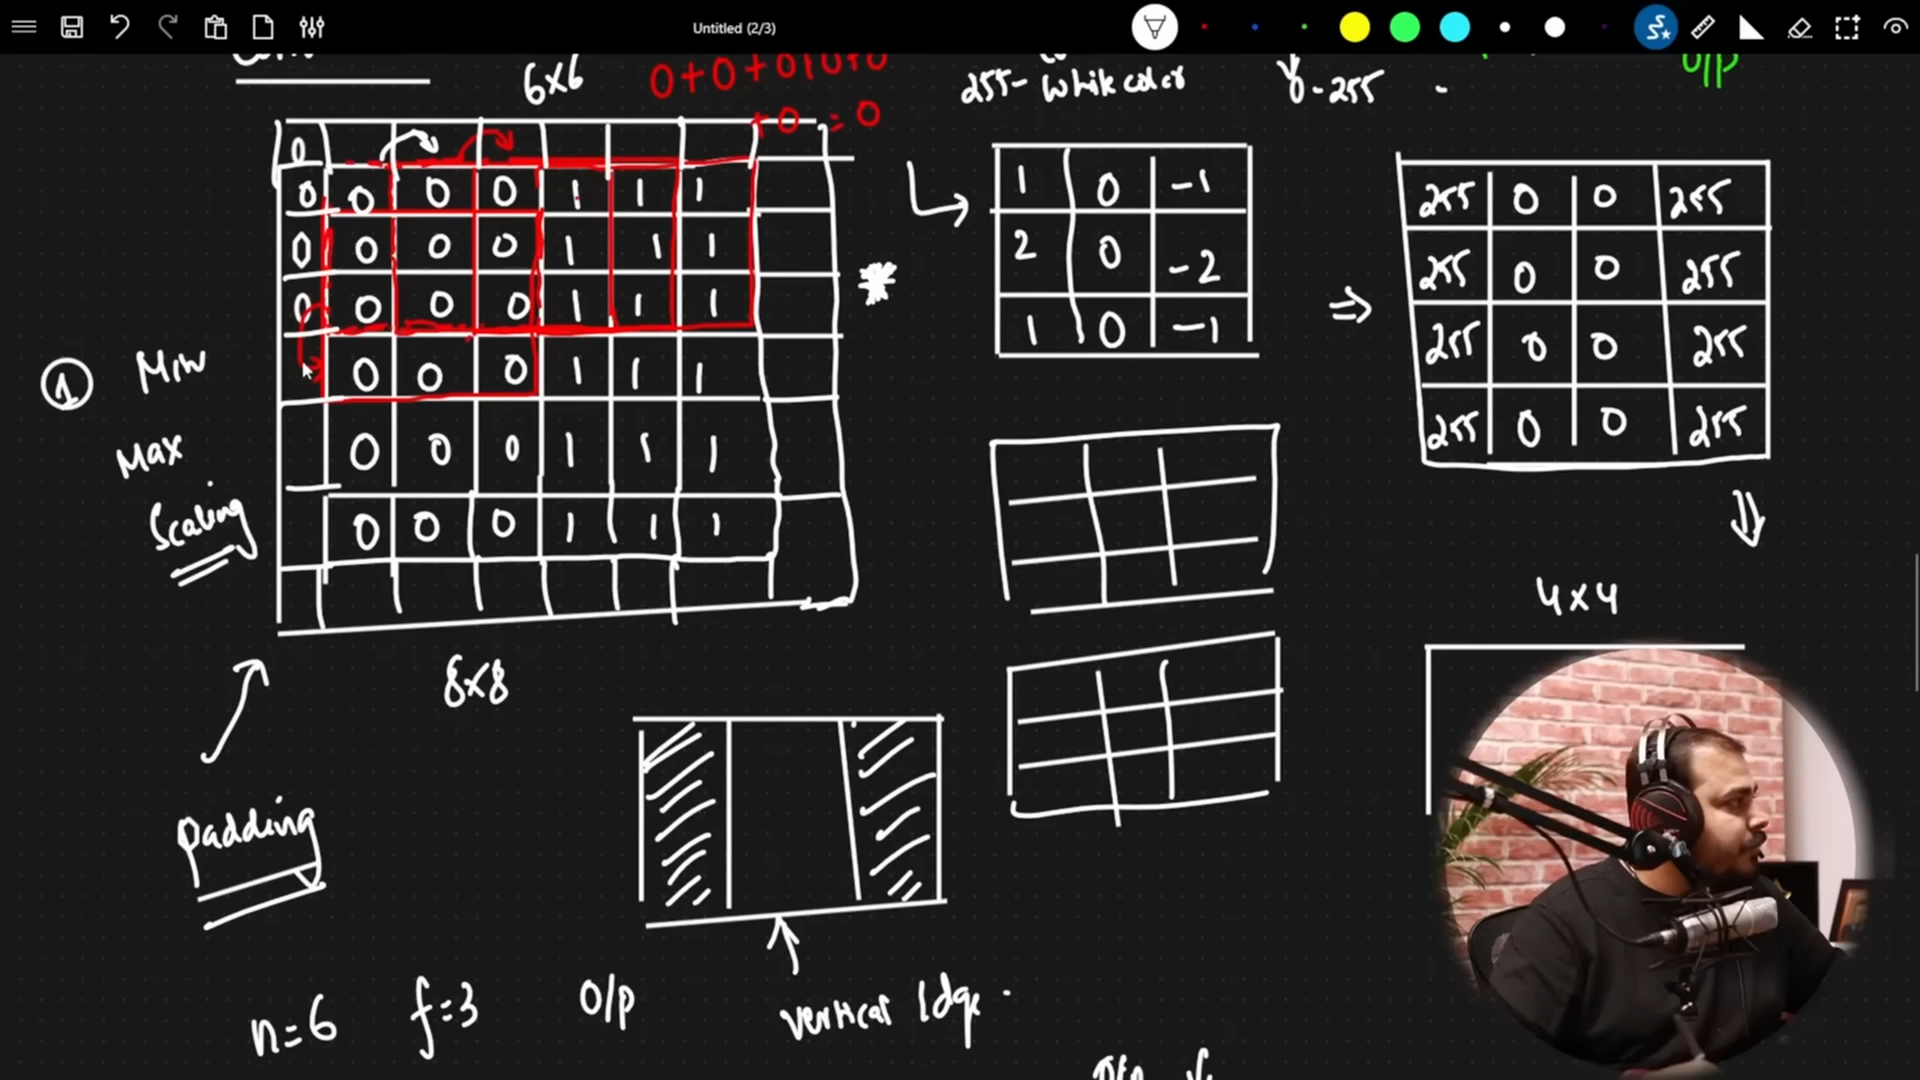 Untitled (2/3)
6x6
0+0+0+0+0
+0 = 0
255- White color
γ-255 -
O/P
0
0 0 0 0 1 1 1
0 0 0 0 1 1 1
0 0 0 0 1 1 1
0 0 0 1 1 1
0 0 0 1 1 1
0 0 0 1 1 1
*
1 0 -1
2 0 -2
1 0 -1
⇒
255 0 0 255
255 0 0 255
255 0 0 255
255 0 0 255
① Min
Max
Scaling
4x4
8x8
Padding
n=6 f=3 O/P
vertical Edge.